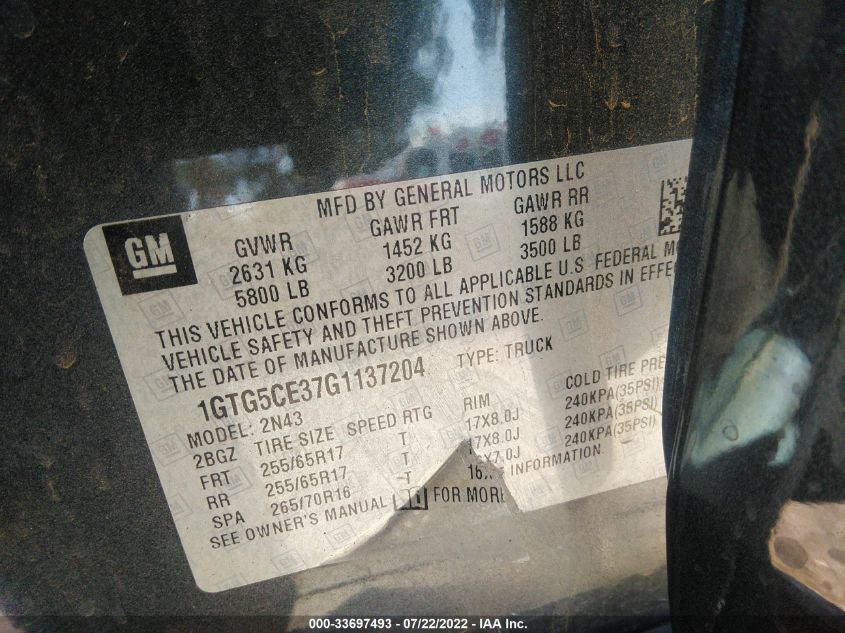 MFD BY GENERAL MOTORS LLC
GM
GVWR GAWR FRT GAWR RR
2631 KG 1452 KG 1588 KG
5800 LB 3200 LB 3500 LB
THIS VEHICLE CONFORMS TO ALL APPLICABLE U.S FEDERAL
VEHICLE SAFETY AND THEFT PREVENTION STANDARDS IN
THE DATE OF MANUFACTURE SHOWN ABOVE.
1GTG5CE37G1137204 TYPE: TRUCK
MODEL: 2N43
2BGZ TIRE SIZE SPEED RTG RIM COLD TIRE
FRT 255/65R17 T 17X8.0J 240KPA(35PSI)
RR 255/65R17 T 17X8.0J 240KPA(35PSI)
SPA 265/70R16 T 240KPA(35PSI)
SEE OWNER'S MANUAL FOR MORE INFORMATION.
000-33697493 - 07/22/2022 - IAA Inc.